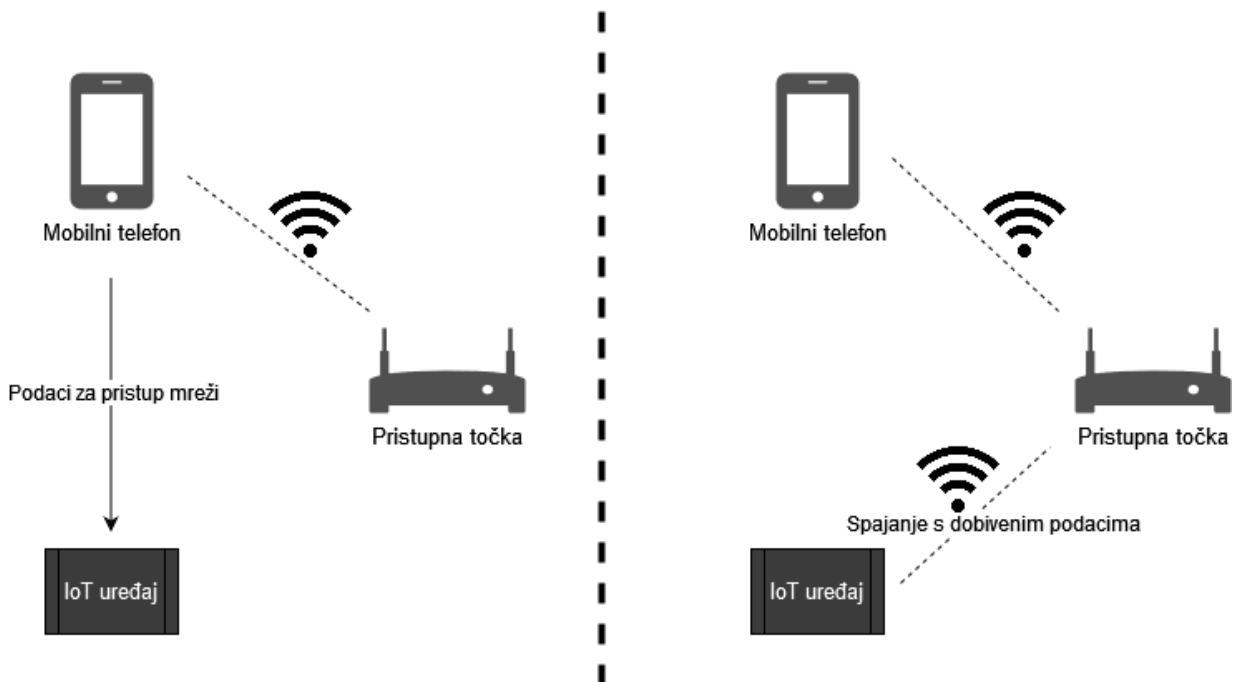 Mobilni telefon
Podaci za pristup mreži
Pristupna točka
IoT uređaj
Mobilni telefon
Pristupna točka
Spajanje s dobivenim podacima
IoT uređaj